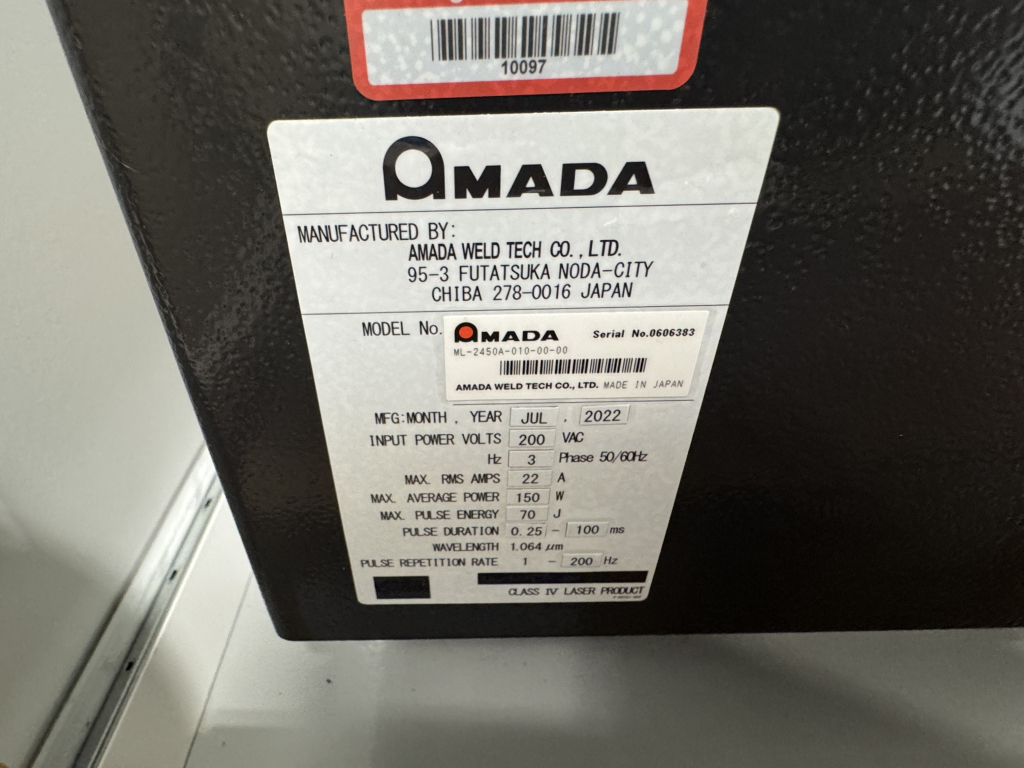 10097
AMADA
MANUFACTURED BY:
AMADA WELD TECH CO., LTD.
95-3 FUTATSUKA NODA-CITY
CHIBA 278-0016 JAPAN
MODEL No.
AMADA Serial No.0606383
ML-2450A-010-00-00
AMADA WELD TECH CO., LTD. MADE IN JAPAN
MFG:MONTH , YEAR JUL , 2022
INPUT POWER VOLTS 200 VAC
Hz 3 Phase 50/60Hz
MAX. RMS AMPS 22 A
MAX. AVERAGE POWER 150 W
MAX. PULSE ENERGY 70 J
PULSE DURATION 0.25 - 100 ms
WAVELENGTH 1.064 μm
PULSE REPETITION RATE 1 - 200 Hz
CLASS IV LASER PRODUCT